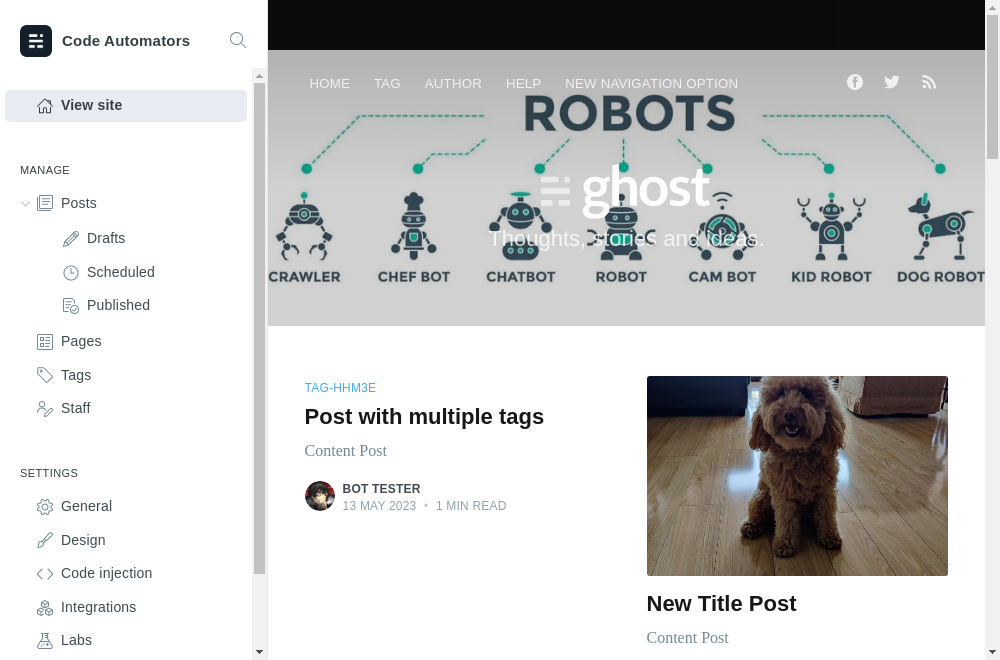 Code Automators
View site
MANAGE
Posts
Drafts
Scheduled
Published
Pages
Tags
Staff
SETTINGS
General
Design
Code injection
Integrations
Labs
HOME TAG AUTHOR HELP NEW NAVIGATION OPTION
ROBOTS
ghost
Thoughts, stories and ideas.
CRAWLER CHEF BOT CHATBOT ROBOT CAM BOT KID ROBOT DOG ROBOT
TAG-HHM3E
Post with multiple tags
Content Post
BOT TESTER
13 MAY 2023 • 1 MIN READ
New Title Post
Content Post